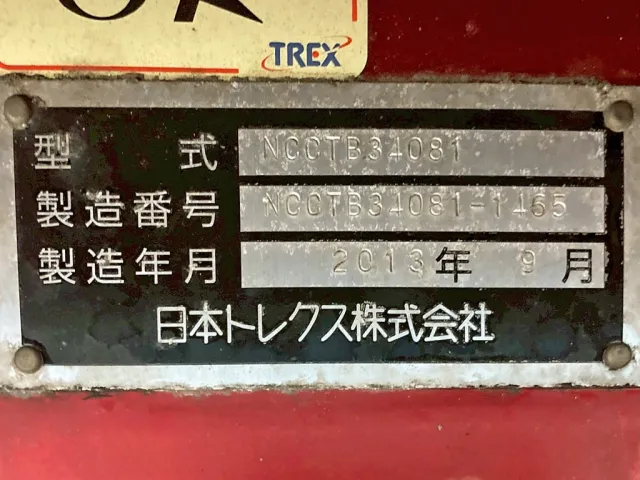 TREX
型式 NCCTB34081
製造番号 NCCTB34081-1465
製造年月 2013年 9月
日本トレクス株式会社